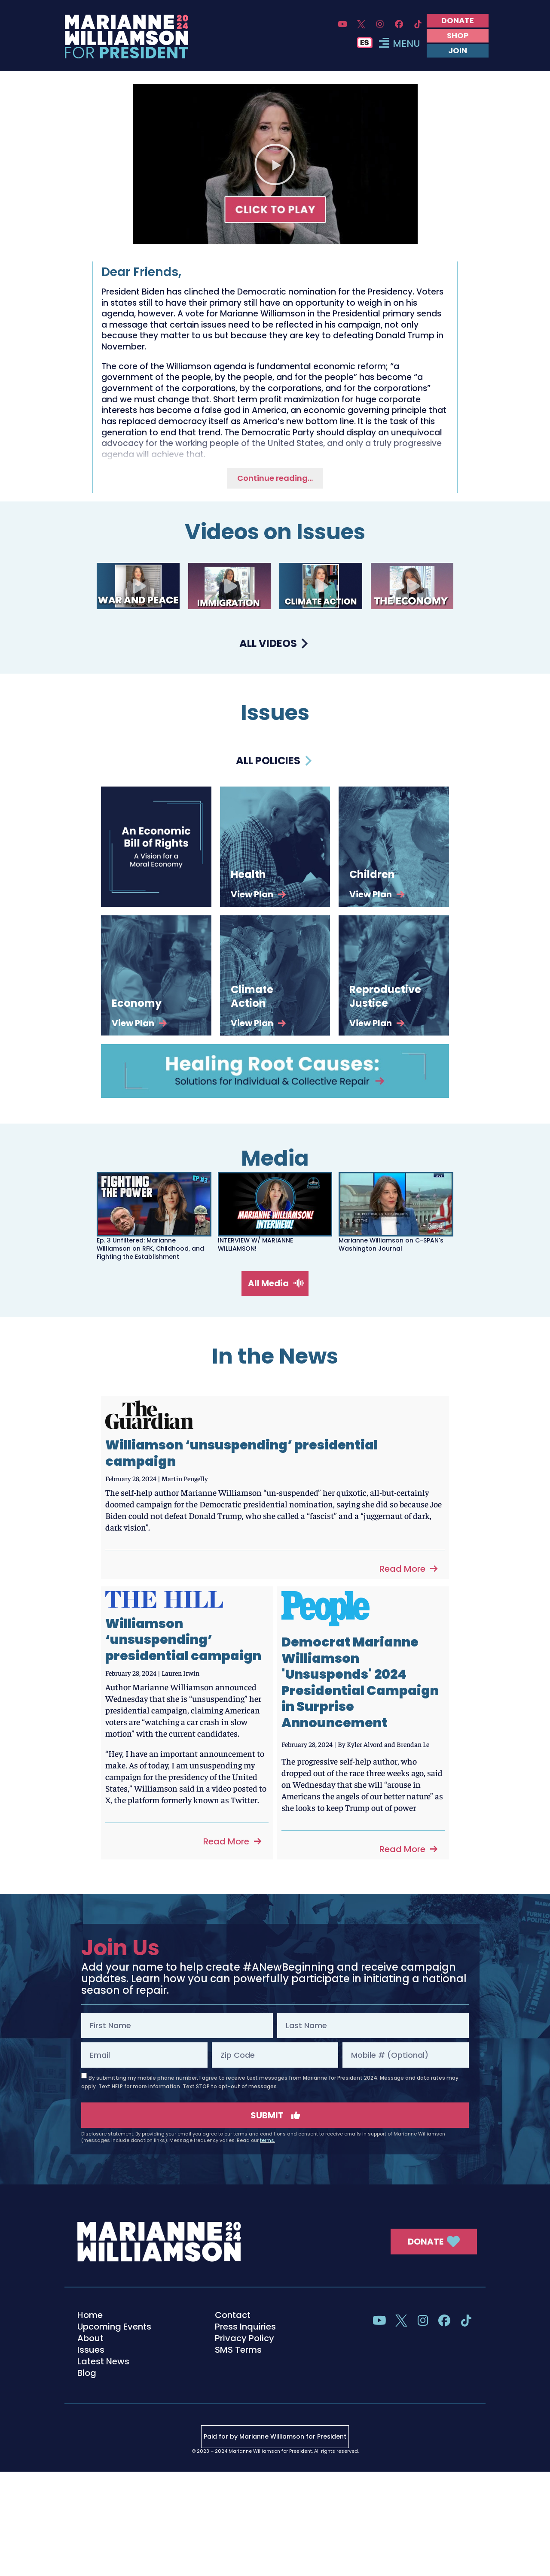 MARIANNE 2024
WILLIAMSON
FOR PRESIDENT
DONATE
SHOP
JOIN
ES
MENU
CLICK TO PLAY
Dear Friends,
President Biden has clinched the Democratic nomination for the Presidency. Voters
in states still to have their primary still have an opportunity to weigh in on his
agenda, however. A vote for Marianne Williamson in the Presidential primary sends
a message that certain issues need to be reflected in his campaign, not only
because they matter to us but because they are key to defeating Donald Trump in
November.
The core of the Williamson agenda is fundamental economic reform; “a
government of the people, by the people, and for the people” has become “a
government of the corporations, by the corporations, and for the corporations”
and we must change that. Short term profit maximization for huge corporate
interests has become a false god in America, an economic governing principle that
has replaced democracy itself as America’s new bottom line. It is the task of this
generation to end that trend. The Democratic Party should display an unequivocal
advocacy for the working people of the United States, and only a truly progressive
agenda will achieve that.
Continue reading...
Videos on Issues
WAR AND PEACE
IMMIGRATION
CLIMATE ACTION
THE ECONOMY
ALL VIDEOS
Issues
ALL POLICIES
An Economic
Bill of Rights
A Vision for a
Moral Economy
Health
View Plan
Children
View Plan
Economy
View Plan
Climate
Action
View Plan
Reproductive
Justice
View Plan
Healing Root Causes:
Solutions for Individual & Collective Repair
Media
FIGHTING
THE POWER
MARIANNE WILLIAMSON!
INTERVIEW!
Ep. 3 Unfiltered: Marianne
Williamson on RFK, Childhood, and
Fighting the Establishment
INTERVIEW W/ MARIANNE
WILLIAMSON!
Marianne Williamson on C-SPAN's
Washington Journal
All Media
In the News
The
Guardian
Williamson ‘unsuspending’ presidential
campaign
February 28, 2024 | Martin Pengelly
The self-help author Marianne Williamson “un-suspended” her quixotic, all-but-certainly
doomed campaign for the Democratic presidential nomination, saying she did so because Joe
Biden could not defeat Donald Trump, who she called a “fascist” and a “juggernaut of dark,
dark vision”.
Read More
THE HILL
Williamson
‘unsuspending’
presidential campaign
February 28, 2024 | Lauren Irwin
Author Marianne Williamson announced
Wednesday that she is “unsuspending” her
presidential campaign, claiming American
voters are “watching a car crash in slow
motion” with the current candidates.
“Hey, I have an important announcement to
make. As of today, I am unsuspending my
campaign for the presidency of the United
States,” Williamson said in a video posted to
X, the platform formerly known as Twitter.
Read More
People
Democrat Marianne
Williamson
'Unsuspends' 2024
Presidential Campaign
in Surprise
Announcement
February 28, 2024 | By Kyler Alvord and Brendan Le
The progressive self-help author, who
dropped out of the race three weeks ago, said
on Wednesday that she will “arouse in
Americans the angels of our better nature” as
she looks to keep Trump out of power
Read More
Join Us
Add your name to help create #ANewBeginning and receive campaign
updates. Learn how you can powerfully participate in initiating a national
season of repair.
First Name
Last Name
Email
Zip Code
Mobile # (Optional)
By submitting my mobile phone number, I agree to receive text messages from Marianne for President 2024. Message and data rates may
apply. Text HELP for more information. Text STOP to opt-out of messages.
SUBMIT
Disclosure statement: By providing your email you agree to our terms and conditions and consent to receive emails in support of Marianne Williamson
(messages include donation links). Message frequency varies. Read our terms.
MARIANNE 2024
WILLIAMSON
DONATE
Home
Upcoming Events
About
Issues
Latest News
Blog
Contact
Press Inquiries
Privacy Policy
SMS Terms
Paid for by Marianne Williamson for President
© 2023 – 2024 Marianne Williamson for President. All rights reserved.